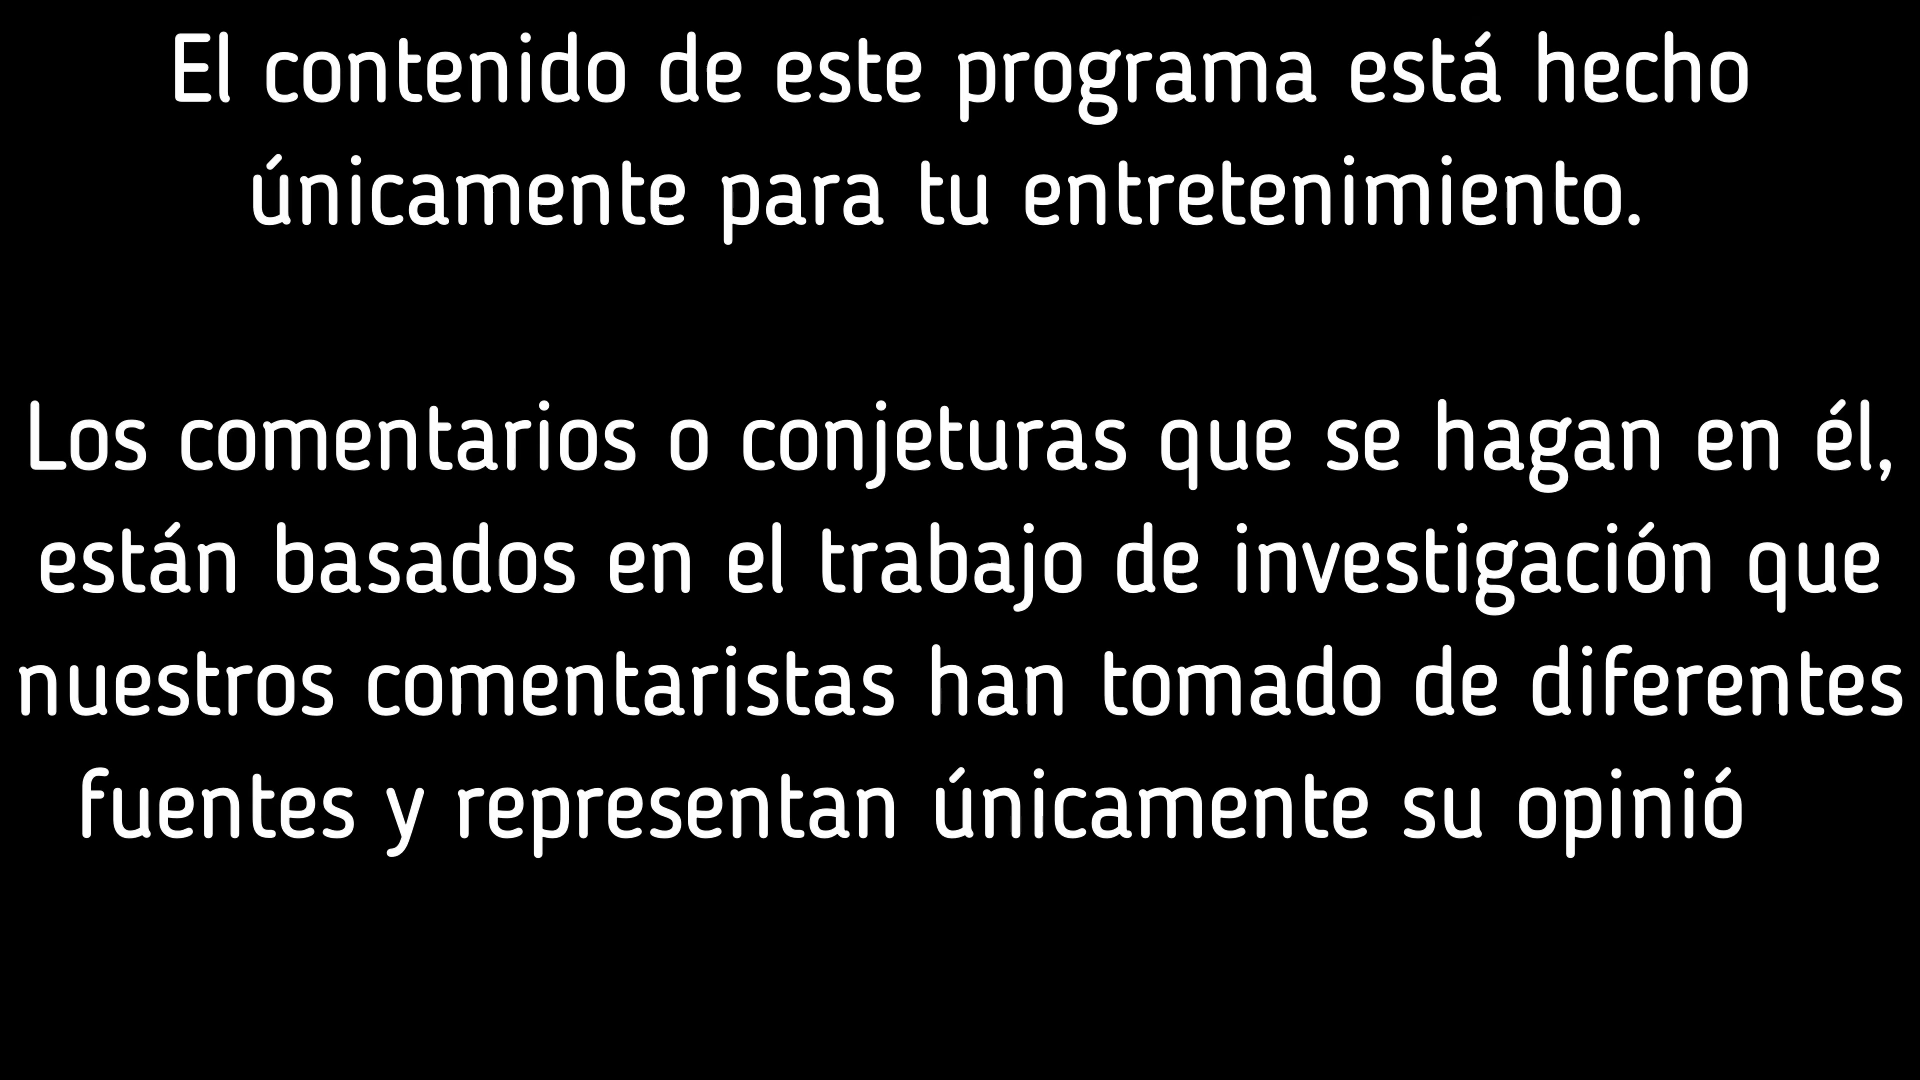 El contenido de este programa está hecho
únicamente para tu entretenimiento.
Los comentarios o conjeturas que se hagan en él,
están basados en el trabajo de investigación que
nuestros comentaristas han tomado de diferentes
fuentes y representan únicamente su opinió